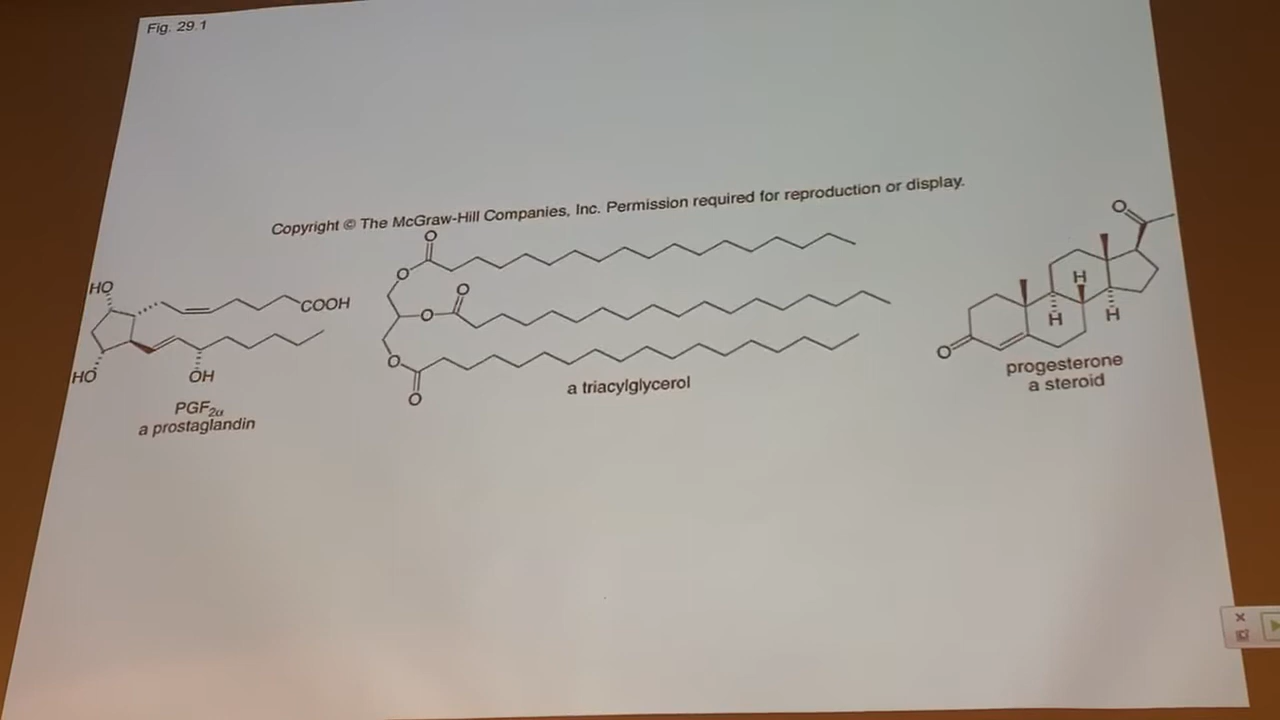 Fig. 29.1
Copyright © The McGraw-Hill Companies, Inc. Permission required for reproduction or display.
HO
COOH
HO
OH
PGF2α
a prostaglandin
O
O
O
O
O
O
a triacylglycerol
O
H
H
H
O
progesterone
a steroid